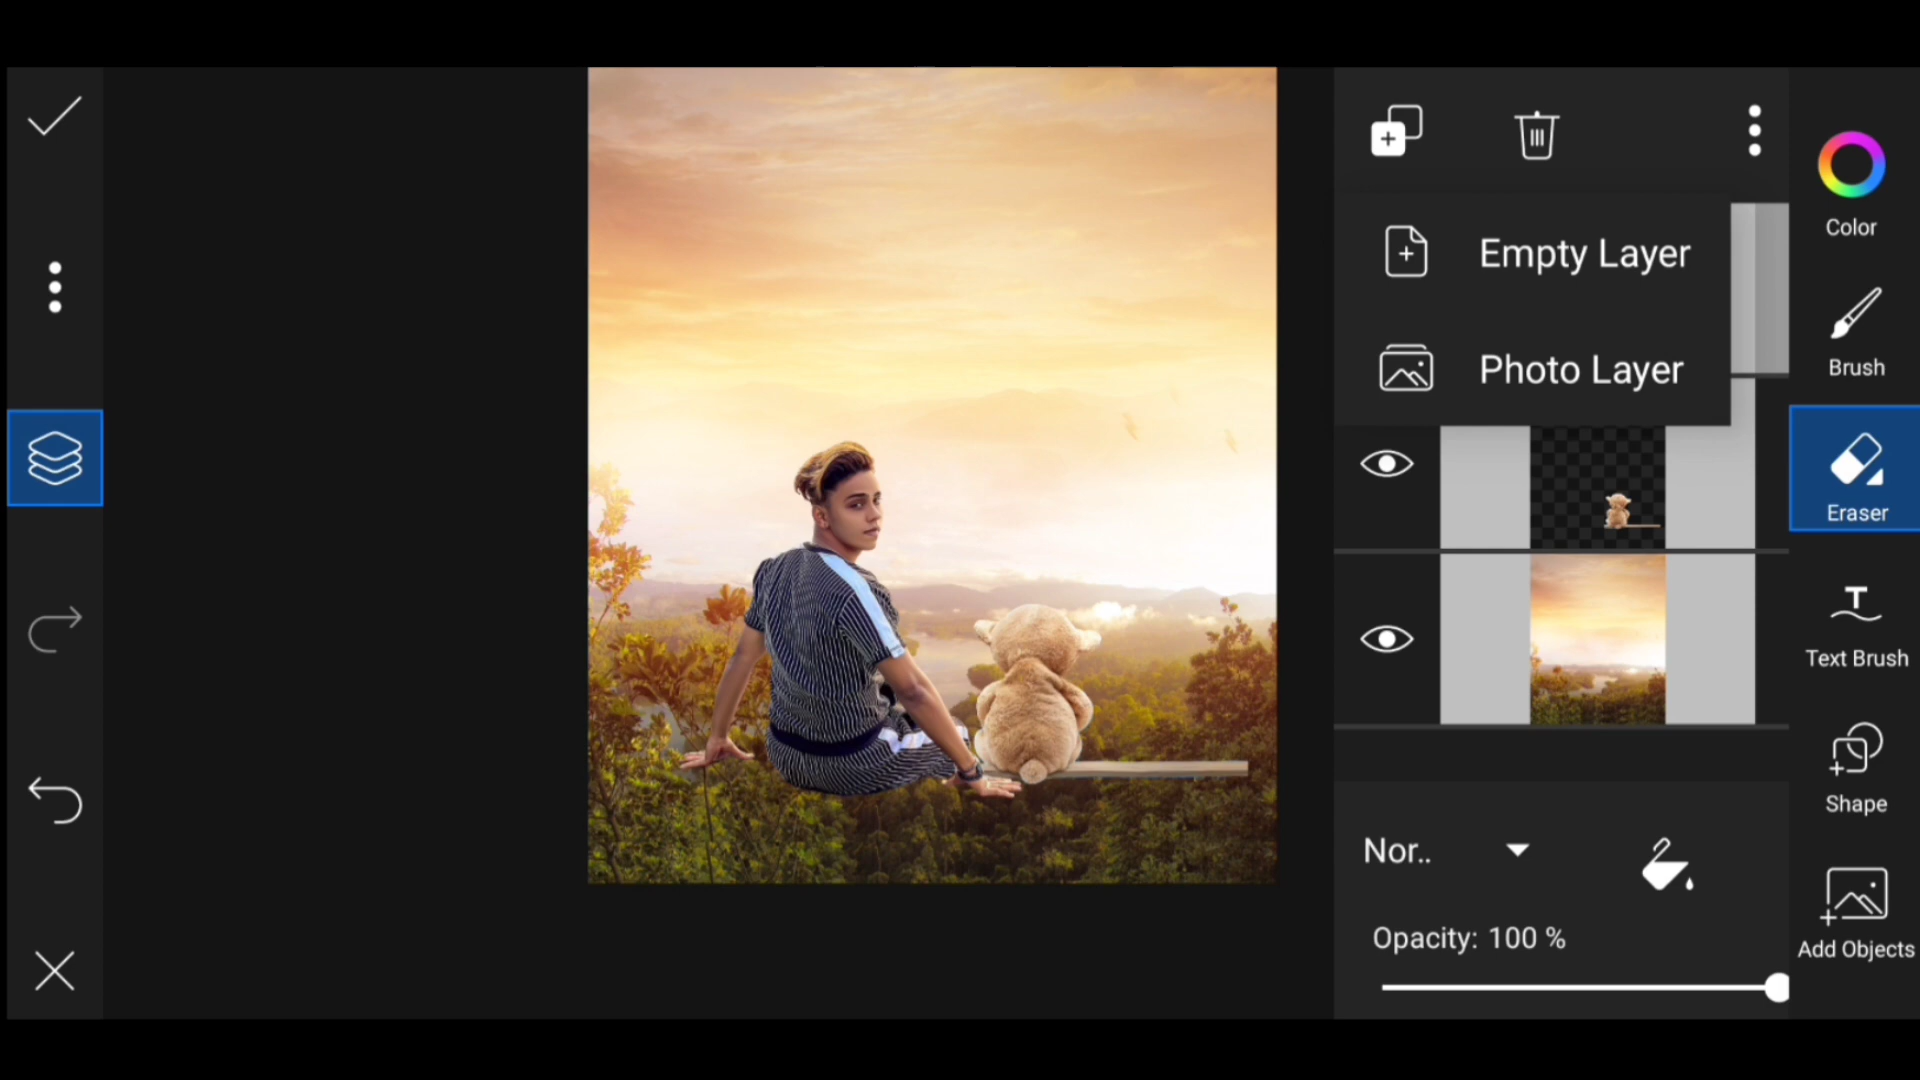 Empty Layer
Photo Layer
Nor..
Opacity: 100 %
Color
Brush
Eraser
T
Text Brush
Shape
Add Objects